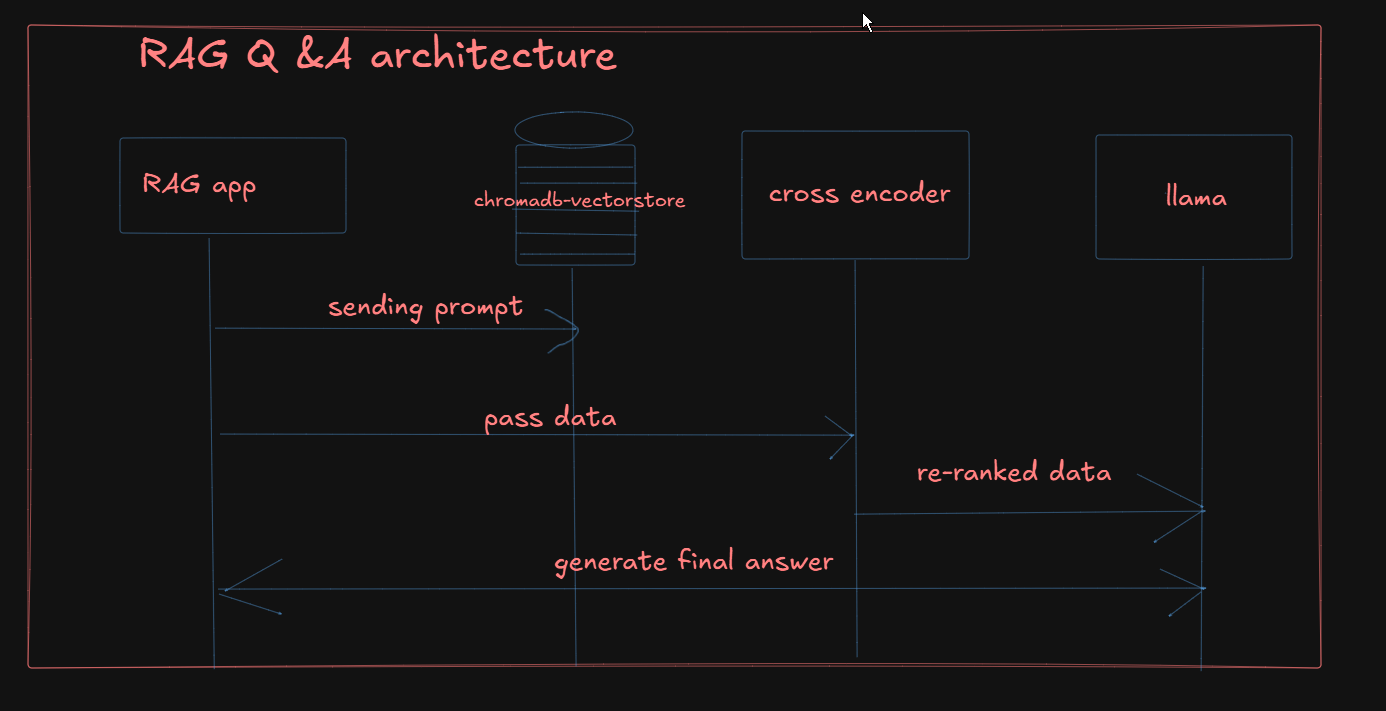 RAG Q &A architecture
RAG app
chromadb-vectorstore
cross encoder
llama
sending prompt
pass data
re-ranked data
generate final answer